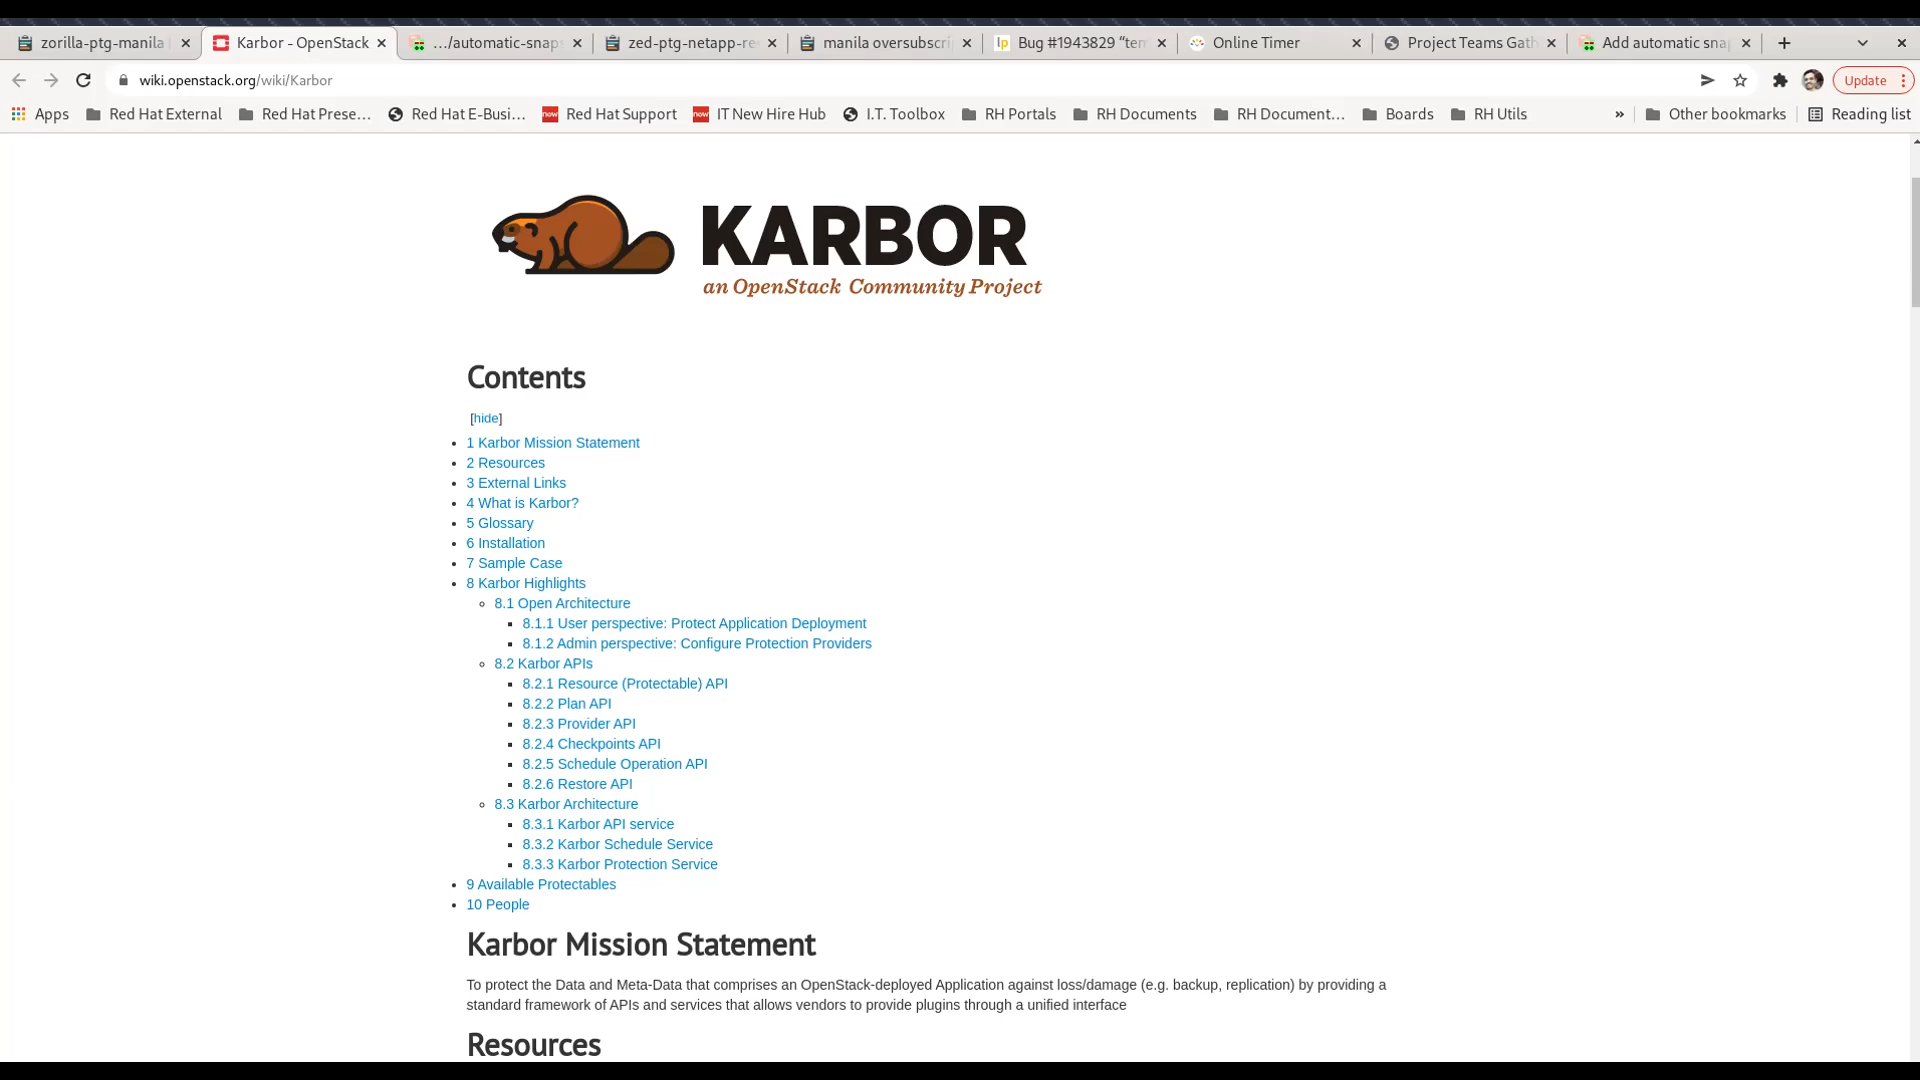 zorilla-ptg-manila
Karbor - OpenStack
…/automatic-snaps
zed-ptg-netapp-re
manila oversubscri
lp Bug #1943829 "ten
Online Timer
Project Teams Gath
Add automatic snap
wiki.openstack.org/wiki/Karbor
Update
Apps
Red Hat External
Red Hat Prese…
Red Hat E-Busi…
now Red Hat Support
now IT New Hire Hub
I.T. Toolbox
RH Portals
RH Documents
RH Document…
Boards
RH Utils
»
Other bookmarks
Reading list
KARBOR
an OpenStack Community Project
Contents
[hide]
1 Karbor Mission Statement
2 Resources
3 External Links
4 What is Karbor?
5 Glossary
6 Installation
7 Sample Case
8 Karbor Highlights
8.1 Open Architecture
8.1.1 User perspective: Protect Application Deployment
8.1.2 Admin perspective: Configure Protection Providers
8.2 Karbor APIs
8.2.1 Resource (Protectable) API
8.2.2 Plan API
8.2.3 Provider API
8.2.4 Checkpoints API
8.2.5 Schedule Operation API
8.2.6 Restore API
8.3 Karbor Architecture
8.3.1 Karbor API service
8.3.2 Karbor Schedule Service
8.3.3 Karbor Protection Service
9 Available Protectables
10 People
Karbor Mission Statement
To protect the Data and Meta-Data that comprises an OpenStack-deployed Application against loss/damage (e.g. backup, replication) by providing a
standard framework of APIs and services that allows vendors to provide plugins through a unified interface
Resources